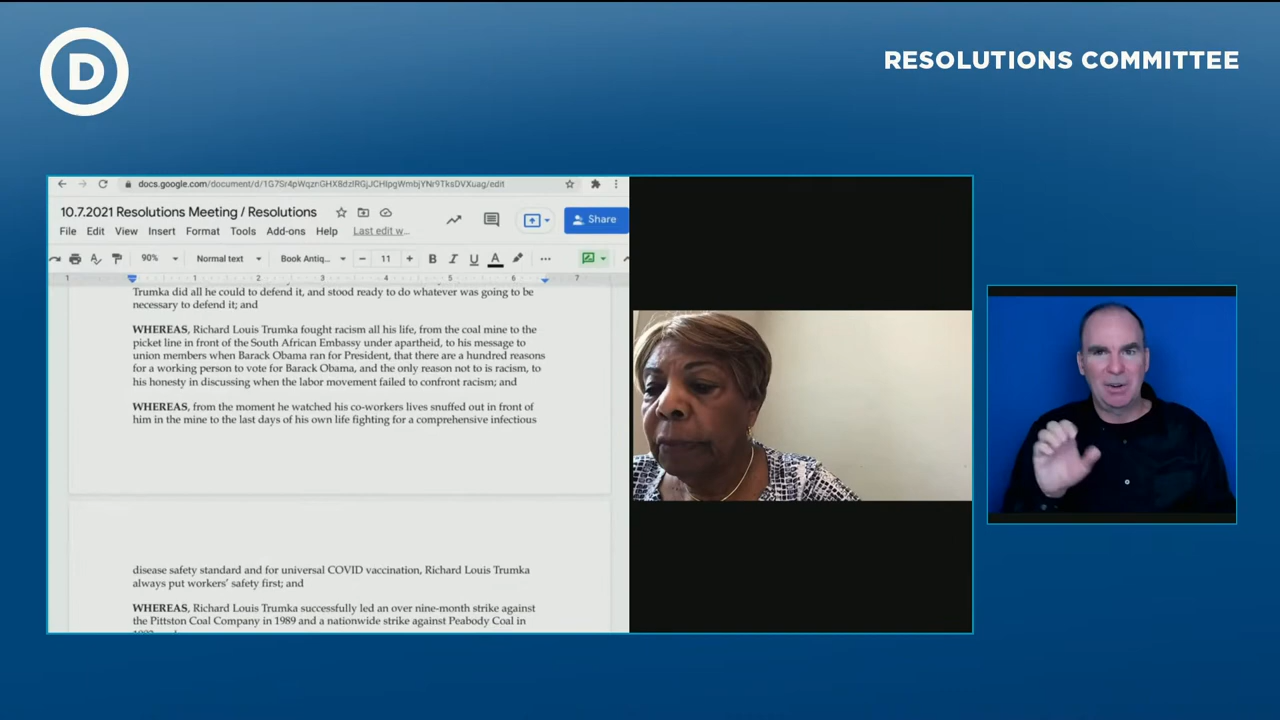 D
RESOLUTIONS COMMITTEE
docs.google.com/document/d/1G7Sr4pWqznGHXBdzIRGjJCHIpgWmbjYNr9TksDVXuag/edit
10.7.2021 Resolutions Meeting / Resolutions
Share
File Edit View Insert Format Tools Add-ons Help Last edit w...
90% Normal text Book Antiq... - 11 + B I U A ...
1 1 2 3 4 5 6 7
Trumka did all he could to defend it, and stood ready to do whatever was going to be
necessary to defend it; and
WHEREAS, Richard Louis Trumka fought racism all his life, from the coal mine to the
picket line in front of the South African Embassy under apartheid, to his message to
union members when Barack Obama ran for President, that there are a hundred reasons
for a working person to vote for Barack Obama, and the only reason not to is racism, to
his honesty in discussing when the labor movement failed to confront racism; and
WHEREAS, from the moment he watched his co-workers lives snuffed out in front of
him in the mine to the last days of his own life fighting for a comprehensive infectious
disease safety standard and for universal COVID vaccination, Richard Louis Trumka
always put workers' safety first; and
WHEREAS, Richard Louis Trumka successfully led an over nine-month strike against
the Pittston Coal Company in 1989 and a nationwide strike against Peabody Coal in